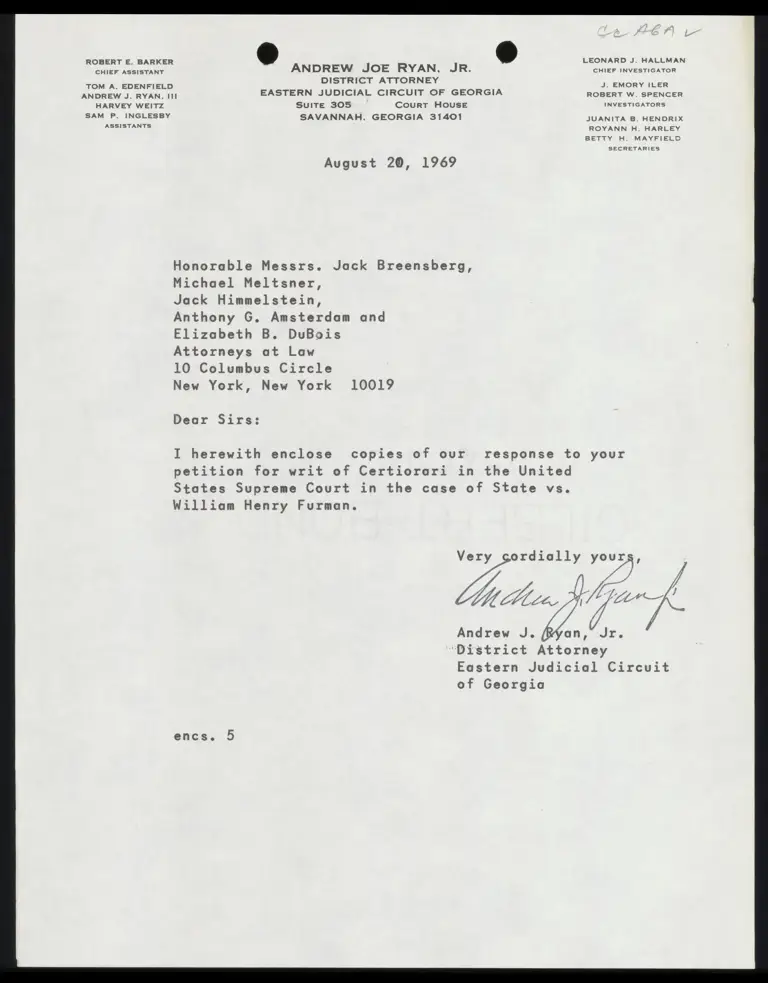 cc AGA ✓
ROBERT E. BARKER
CHIEF ASSISTANT
TOM A. EDENFIELD
ANDREW J. RYAN, III
HARVEY WEITZ
SAM P. INGLESBY
ASSISTANTS
ANDREW JOE RYAN, JR.
DISTRICT ATTORNEY
EASTERN JUDICIAL CIRCUIT OF GEORGIA
SUITE 305 COURT HOUSE
SAVANNAH, GEORGIA 31401
LEONARD J. HALLMAN
CHIEF INVESTIGATOR
J. EMORY ILER
ROBERT W. SPENCER
INVESTIGATORS
JUANITA B. HENDRIX
ROYANN H. HARLEY
BETTY H. MAYFIELD
SECRETARIES
August 20, 1969
Honorable Messrs. Jack Breensberg,
Michael Meltsner,
Jack Himmelstein,
Anthony G. Amsterdam and
Elizabeth B. DuBois
Attorneys at Law
10 Columbus Circle
New York, New York 10019
Dear Sirs:
I herewith enclose copies of our response to your
petition for writ of Certiorari in the United
States Supreme Court in the case of State vs.
William Henry Furman.
Very cordially yours,
Andrew J. Ryan Jr.
Andrew J. Ryan, Jr.
District Attorney
Eastern Judicial Circuit
of Georgia
encs. 5